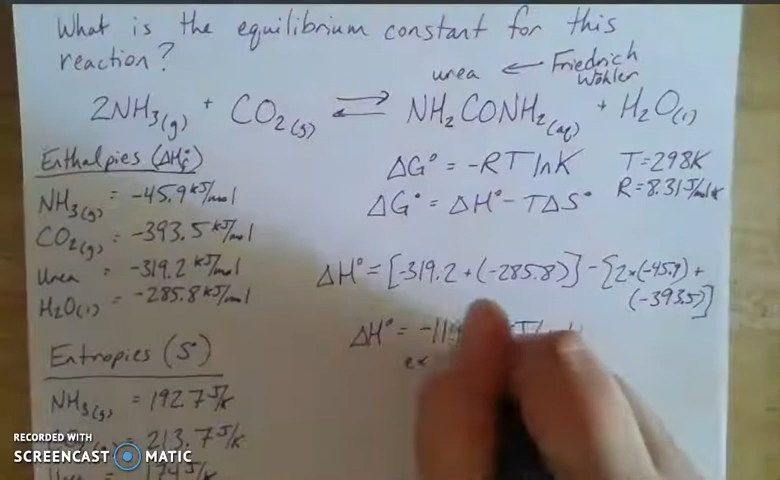 What is the equilibrium constant for this
reaction?
urea ← Friedrich
Wöhler
2NH₃(g) + CO₂(g) ⇌ NH₂CONH₂(aq) + H₂O(l)
Enthalpies (ΔH°f)
NH₃(g) = -45.9 kJ/mol
CO₂(g) = -393.5 kJ/mol
Urea = -319.2 kJ/mol
H₂O(l) = -285.8 kJ/mol
ΔG° = -RT lnK
T = 298K
R = 8.31 J/molK
ΔG° = ΔH° - TΔS°
ΔH° = [-319.2 + (-285.8)] - [2×(-45.9) +
(-393.5)]
ΔH° =
Entropies (S°)
NH₃(g) = 192.7 J/K
= 213.7 J/K
174 J/K
RECORDED WITH
SCREENCAST MATIC